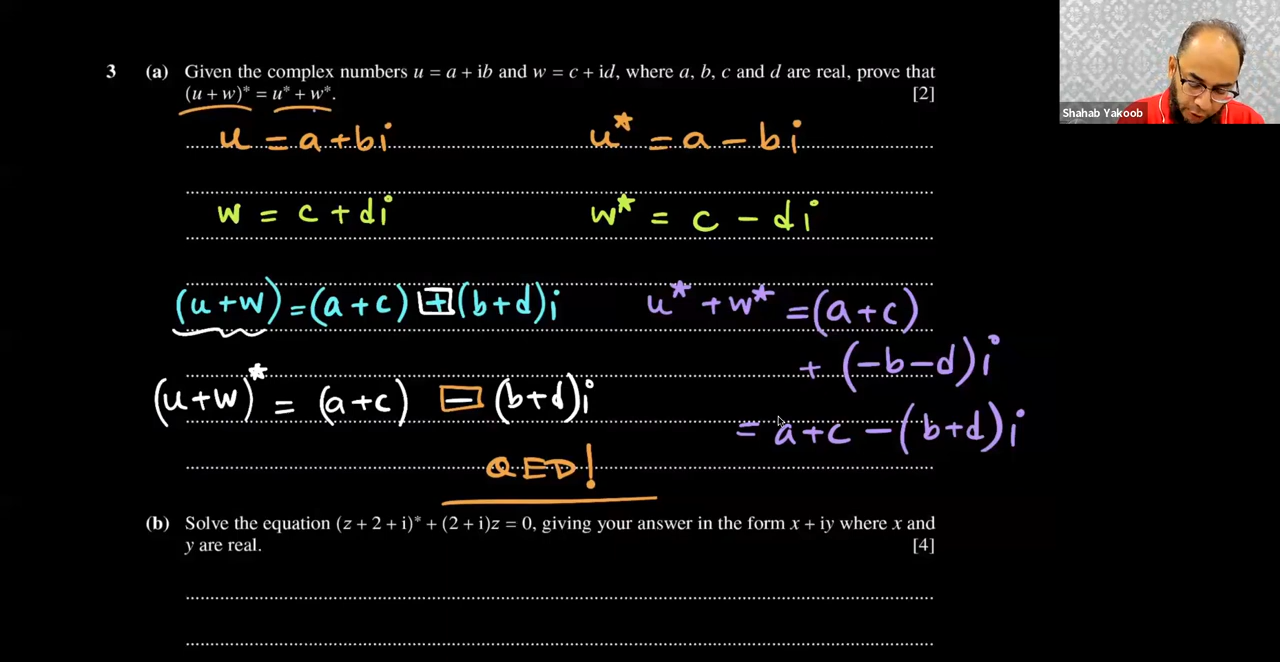 3 (a) Given the complex numbers u = a + ib and w = c + id, where a, b, c and d are real, prove that
(u + w)* = u* + w*. [2]
Shahab Yakoob
u = a + bi u* = a - bi
w = c + di w* = c - di
(u + w) = (a + c) + (b + d)i u* + w* = (a + c)
+ (-b - d)i
(u + w)* = (a + c) - (b + d)i
= a + c - (b + d)i
QED!
(b) Solve the equation (z + 2 + i)* + (2 + i)z = 0, giving your answer in the form x + iy where x and
y are real. [4]